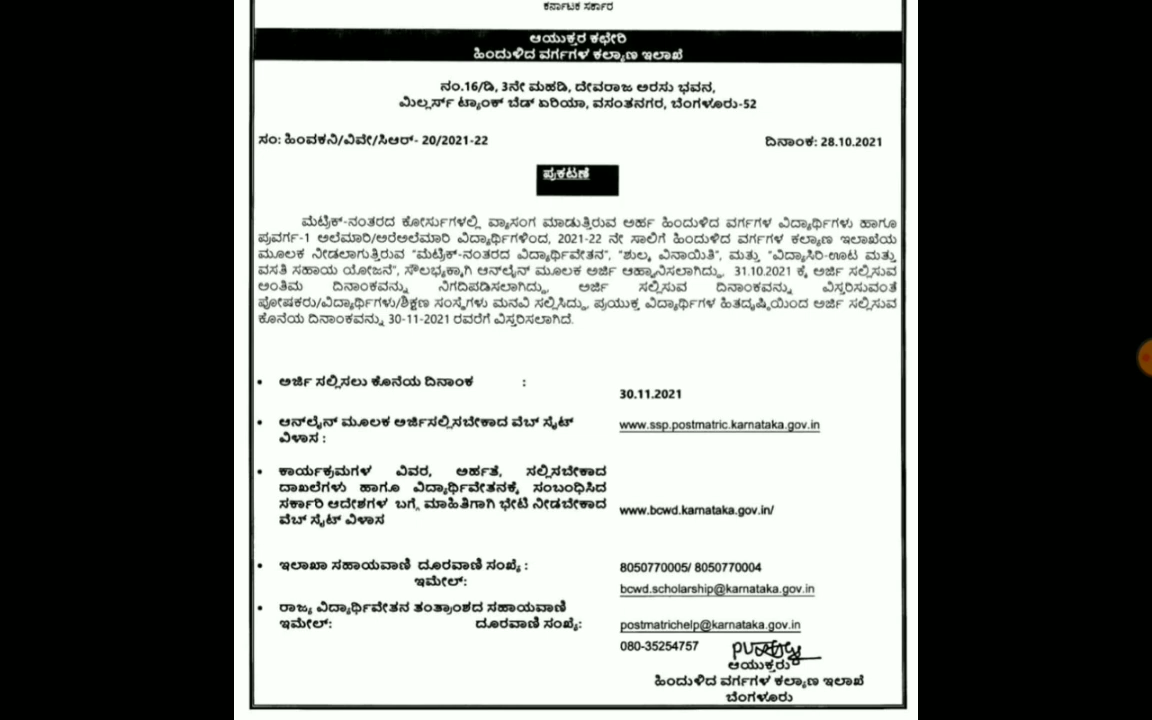 ಕರ್ನಾಟಕ ಸರ್ಕಾರ
ಆಯುಕ್ತರ ಕಛೇರಿ
ಹಿಂದುಳಿದ ವರ್ಗಗಳ ಕಲ್ಯಾಣ ಇಲಾಖೆ
ನಂ.16/ಡಿ, 3ನೇ ಮಹಡಿ, ದೇವರಾಜ ಅರಸು ಭವನ,
ಮಿಲ್ಲರ್ಸ್ ಟ್ಯಾಂಕ್ ಬೆಡ್ ಏರಿಯಾ, ವಸಂತನಗರ, ಬೆಂಗಳೂರು-52
ಸಂ: ಹಿಂವಕನಿ/ವಿವೇ/ಸಿಆರ್- 20/2021-22 ದಿನಾಂಕ: 28.10.2021
ಪ್ರಕಟಣೆ
ಮೆಟ್ರಿಕ್-ನಂತರದ ಕೋರ್ಸುಗಳಲ್ಲಿ ವ್ಯಾಸಂಗ ಮಾಡುತ್ತಿರುವ ಅರ್ಹ ಹಿಂದುಳಿದ ವರ್ಗಗಳ ವಿದ್ಯಾರ್ಥಿಗಳು ಹಾಗೂ
ಪ್ರವರ್ಗ-1 ಅಲೆಮಾರಿ/ಅರೆಅಲೆಮಾರಿ ವಿದ್ಯಾರ್ಥಿಗಳಿಂದ, 2021-22 ನೇ ಸಾಲಿಗೆ ಹಿಂದುಳಿದ ವರ್ಗಗಳ ಕಲ್ಯಾಣ ಇಲಾಖೆಯ
ಮೂಲಕ ನೀಡಲಾಗುತ್ತಿರುವ "ಮೆಟ್ರಿಕ್-ನಂತರದ ವಿದ್ಯಾರ್ಥಿವೇತನ", "ಶುಲ್ಕ ವಿನಾಯಿತಿ", ಮತ್ತು "ವಿದ್ಯಾಸಿರಿ-ಊಟ ಮತ್ತು
ವಸತಿ ಸಹಾಯ ಯೋಜನೆ", ಸೌಲಭ್ಯಕ್ಕಾಗಿ ಆನ್‌ಲೈನ್ ಮೂಲಕ ಅರ್ಜಿ ಆಹ್ವಾನಿಸಲಾಗಿದ್ದು, 31.10.2021 ಕ್ಕೆ ಅರ್ಜಿ ಸಲ್ಲಿಸುವ
ಅಂತಿಮ ದಿನಾಂಕವನ್ನು ನಿಗದಿಪಡಿಸಲಾಗಿದ್ದು, ಅರ್ಜಿ ಸಲ್ಲಿಸುವ ದಿನಾಂಕವನ್ನು ವಿಸ್ತರಿಸುವಂತೆ
ಪೋಷಕರು/ವಿದ್ಯಾರ್ಥಿಗಳು/ಶಿಕ್ಷಣ ಸಂಸ್ಥೆಗಳು ಮನವಿ ಸಲ್ಲಿಸಿದ್ದು, ಪ್ರಯುಕ್ತ ವಿದ್ಯಾರ್ಥಿಗಳ ಹಿತದೃಷ್ಠಿಯಿಂದ ಅರ್ಜಿ ಸಲ್ಲಿಸುವ
ಕೊನೆಯ ದಿನಾಂಕವನ್ನು 30-11-2021 ರವರೆಗೆ ವಿಸ್ತರಿಸಲಾಗಿದೆ.
• ಅರ್ಜಿ ಸಲ್ಲಿಸಲು ಕೊನೆಯ ದಿನಾಂಕ :
30.11.2021
• ಆನ್‌ಲೈನ್ ಮೂಲಕ ಅರ್ಜಿಸಲ್ಲಿಸಬೇಕಾದ ವೆಬ್ ಸೈಟ್ www.ssp.postmatric.karnataka.gov.in
ವಿಳಾಸ :
• ಕಾರ್ಯಕ್ರಮಗಳ ವಿವರ, ಅರ್ಹತೆ, ಸಲ್ಲಿಸಬೇಕಾದ
ದಾಖಲೆಗಳು ಹಾಗೂ ವಿದ್ಯಾರ್ಥಿವೇತನಕ್ಕೆ ಸಂಬಂಧಿಸಿದ
ಸರ್ಕಾರಿ ಆದೇಶಗಳ ಬಗ್ಗೆ ಮಾಹಿತಿಗಾಗಿ ಭೇಟಿ ನೀಡಬೇಕಾದ www.bcwd.karnataka.gov.in/
ವೆಬ್ ಸೈಟ್ ವಿಳಾಸ
• ಇಲಾಖಾ ಸಹಾಯವಾಣಿ ದೂರವಾಣಿ ಸಂಖ್ಯೆ : 8050770005/ 8050770004
ಇಮೇಲ್: bcwd.scholarship@karnataka.gov.in
• ರಾಜ್ಯ ವಿದ್ಯಾರ್ಥಿವೇತನ ತಂತ್ರಾಂಶದ ಸಹಾಯವಾಣಿ
ಇಮೇಲ್: ದೂರವಾಣಿ ಸಂಖ್ಯೆ: postmatrichelp@karnataka.gov.in
080-35254757
ಆಯುಕ್ತರು
ಹಿಂದುಳಿದ ವರ್ಗಗಳ ಕಲ್ಯಾಣ ಇಲಾಖೆ
ಬೆಂಗಳೂರು